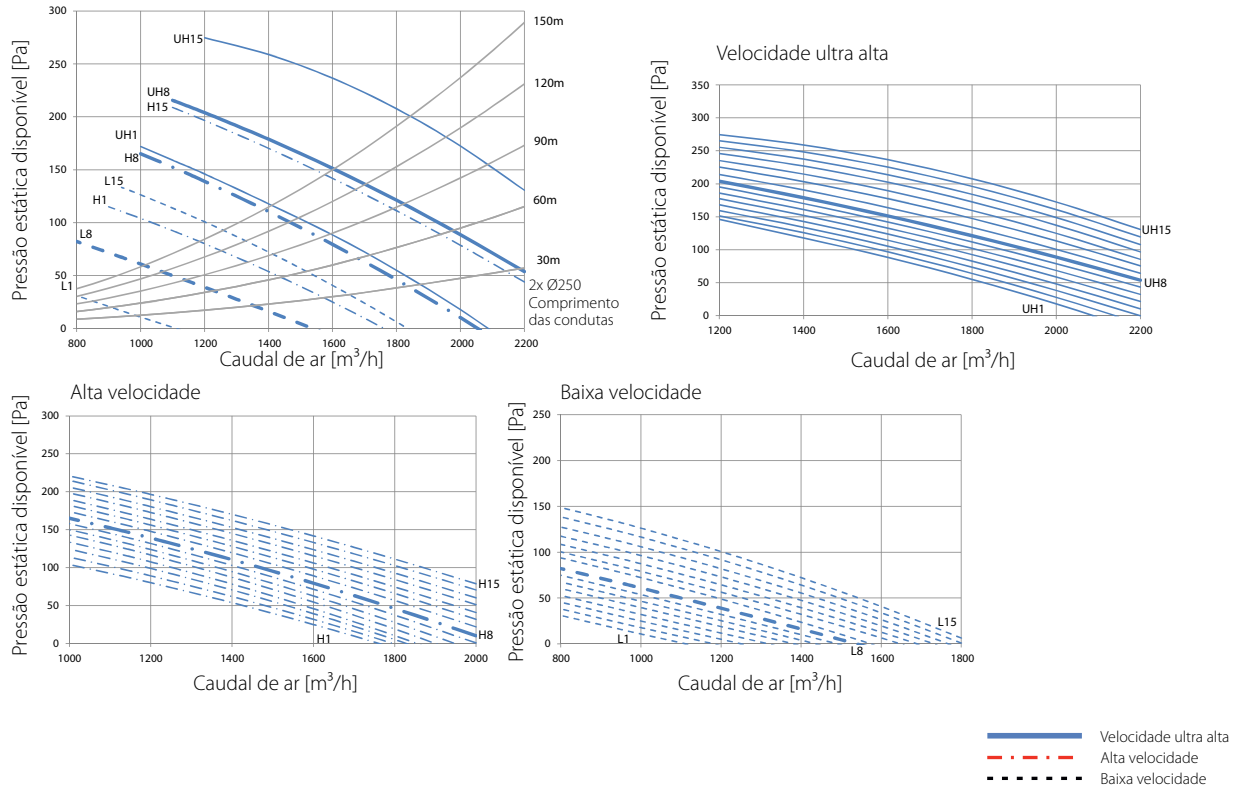 Pressão estática disponível [Pa]
300
250
200
150
100
50
0
UH15
UH8
H15
UH1
H8
L15
H1
L8
L1
150m
120m
90m
60m
30m
2x Ø250
Comprimento
das condutas
800
1000
1200
1400
1600
1800
2000
2200
Caudal de ar [m³/h]
Velocidade ultra alta
Pressão estática disponível [Pa]
350
300
250
200
150
100
50
0
UH15
UH8
UH1
1200
1400
1600
1800
2000
2200
Caudal de ar [m³/h]
Alta velocidade
Pressão estática disponível [Pa]
300
250
200
150
100
50
0
H15
H1
H8
1000
1200
1400
1600
1800
2000
Caudal de ar [m³/h]
Baixa velocidade
Pressão estática disponível [Pa]
250
200
150
100
50
0
L15
L1
L8
800
1000
1200
1400
1600
1800
Caudal de ar [m³/h]
Velocidade ultra alta
Alta velocidade
Baixa velocidade